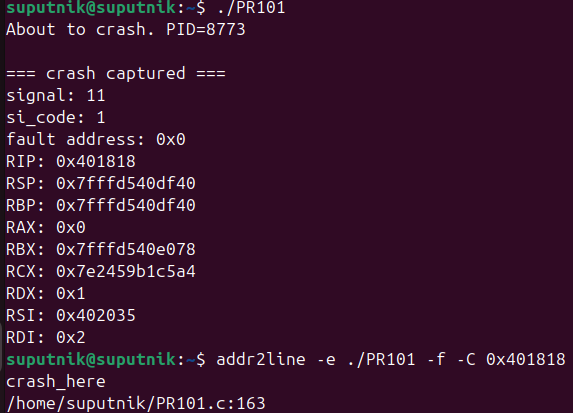 suputnik@suputnik:~$ ./PR101
About to crash. PID=8773
=== crash captured ===
signal: 11
si_code: 1
fault address: 0x0
RIP: 0x401818
RSP: 0x7fffd540df40
RBP: 0x7fffd540df40
RAX: 0x0
RBX: 0x7fffd540e078
RCX: 0x7e2459b1c5a4
RDX: 0x1
RSI: 0x402035
RDI: 0x2
suputnik@suputnik:~$ addr2line -e ./PR101 -f -C 0x401818
crash_here
/home/suputnik/PR101.c:163